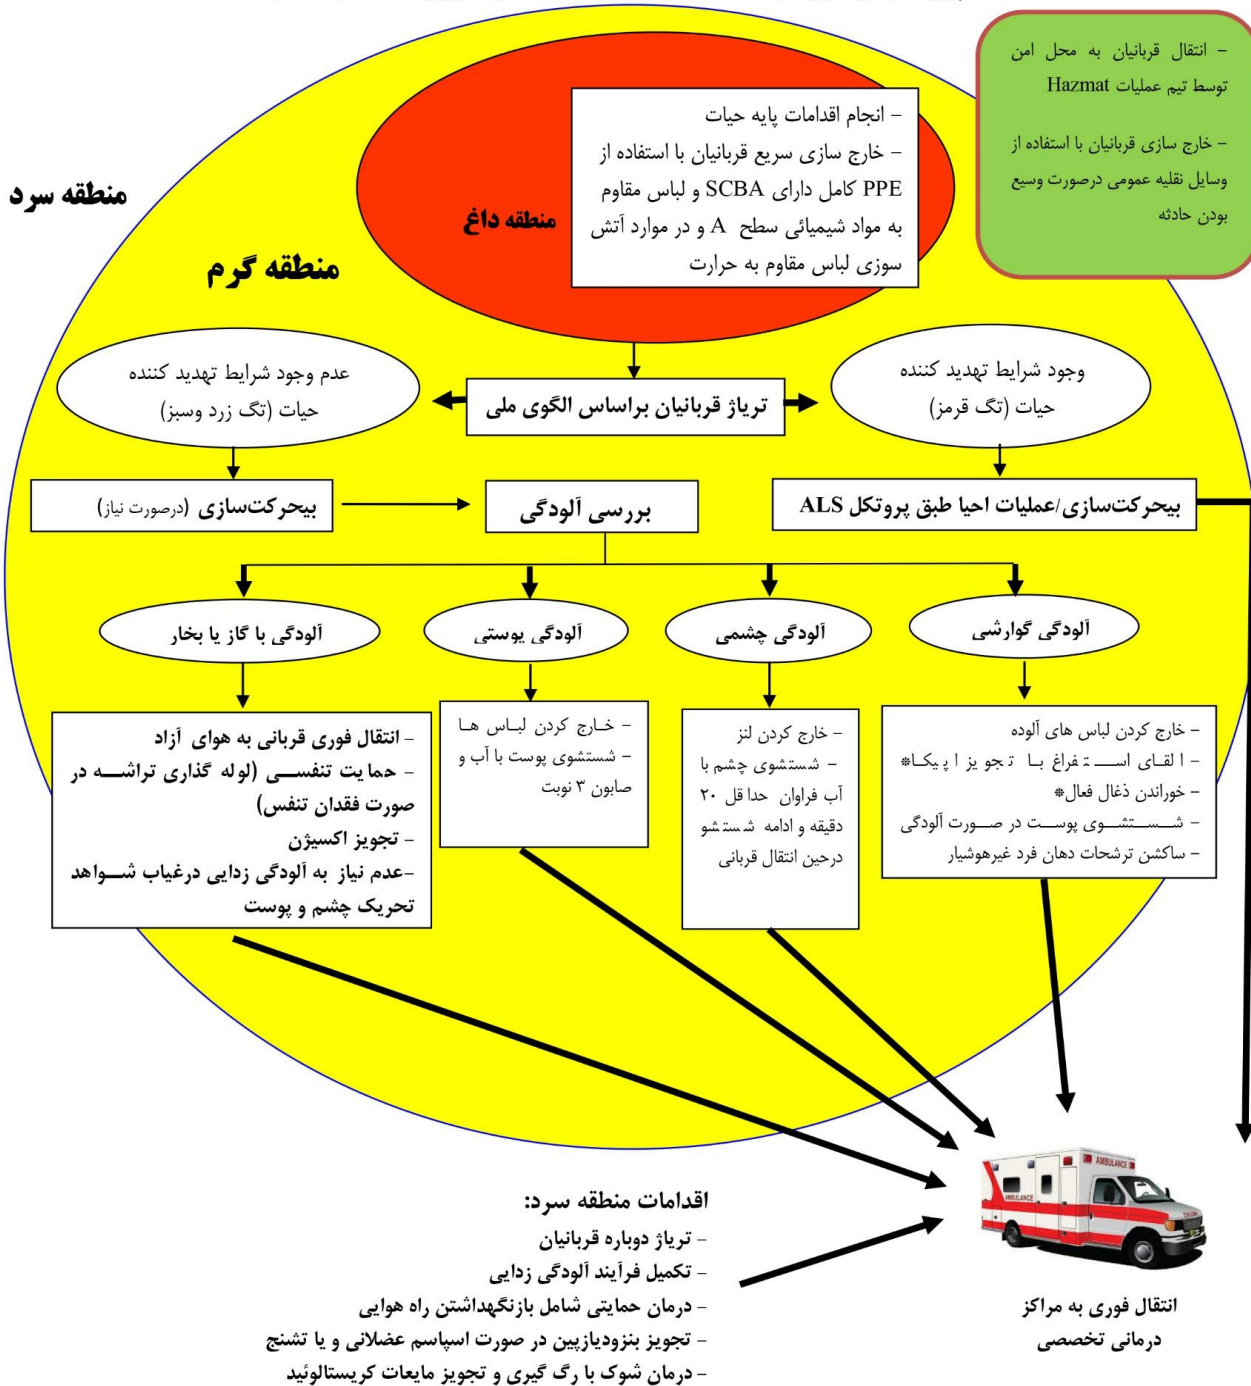 - انتقال قربانیان به محل امن
توسط تیم عملیات Hazmat
- خارج سازی قربانیان با استفاده از
وسایل نقلیه عمومی درصورت وسیع
بودن حادثه
- انجام اقدامات پایه حیات
- خارج سازی سریع قربانیان با استفاده از
PPE کامل دارای SCBA و لباس مقاوم
به مواد شیمیائی سطح A و در موارد آتش
سوزی لباس مقاوم به حرارت
منطقه داغ
منطقه سرد
منطقه گرم
وجود شرایط تهدید کننده
حیات (تگ قرمز)
تریاژ قربانیان براساس الگوی ملی
عدم وجود شرایط تهدید کننده
حیات (تگ زرد وسبز)
بیحرکت‌سازی/عملیات احیا طبق پروتکل ALS
بررسی آلودگی
بیحرکت‌سازی (درصورت نیاز)
آلودگی گوارشی
آلودگی چشمی
آلودگی پوستی
آلودگی با گاز یا بخار
- خارج کردن لباس های آلوده
- القای استفراغ با تجویز اپیکا*
- خوراندن ذغال فعال*
- شستشوی پوست در صورت آلودگی
- ساکشن ترشحات دهان فرد غیرهوشیار
- خارج کردن لنز
- شستشوی چشم با
آب فراوان حداقل ۲۰
دقیقه و ادامه شستشو
درحین انتقال قربانی
- خارج کردن لباس ها
- شستشوی پوست با آب و
صابون ۳ نوبت
- انتقال فوری قربانی به هوای آزاد
- حمایت تنفسی (لوله گذاری تراشه در
صورت فقدان تنفس)
- تجویز اکسیژن
-عدم نیاز به آلودگی زدایی درغیاب شواهد
تحریک چشم و پوست
AMBULANCE
AMBULANCE
انتقال فوری به مراکز
درمانی تخصصی
اقدامات منطقه سرد:
- تریاژ دوباره قربانیان
- تکمیل فرآیند آلودگی زدایی
- درمان حمایتی شامل بازنگهداشتن راه هوایی
- تجویز بنزودیازپین در صورت اسپاسم عضلانی و یا تشنج
- درمان شوک با رگ گیری و تجویز مایعات کریستالوئید